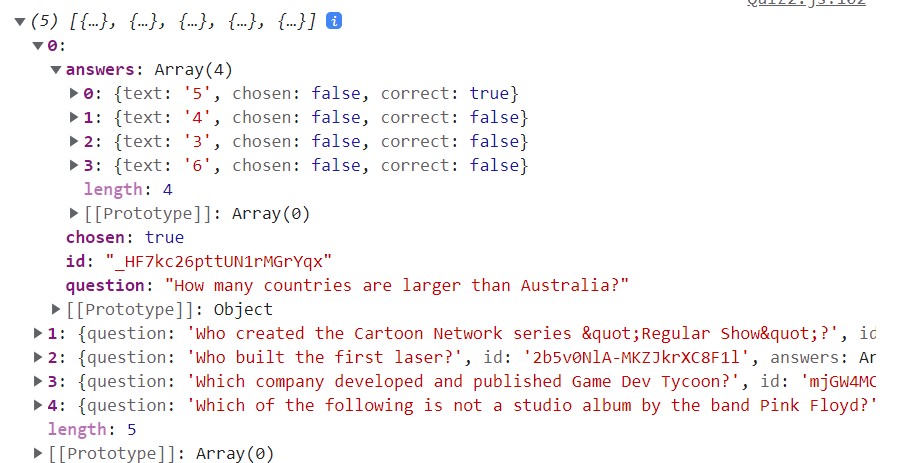 Quiz2.js:102
(5) [{…}, {…}, {…}, {…}, {…}] i
0:
answers: Array(4)
0: {text: '5', chosen: false, correct: true}
1: {text: '4', chosen: false, correct: false}
2: {text: '3', chosen: false, correct: false}
3: {text: '6', chosen: false, correct: false}
length: 4
[[Prototype]]: Array(0)
chosen: true
id: "_HF7kc26pttUN1rMGrYqx"
question: "How many countries are larger than Australia?"
[[Prototype]]: Object
1: {question: 'Who created the Cartoon Network series &quot;Regular Show&quot;?', id
2: {question: 'Who built the first laser?', id: '2b5v0NlA-MKZJkrXC8F1l', answers: Ar
3: {question: 'Which company developed and published Game Dev Tycoon?', id: 'mjGW4MC
4: {question: 'Which of the following is not a studio album by the band Pink Floyd?'
length: 5
[[Prototype]]: Array(0)